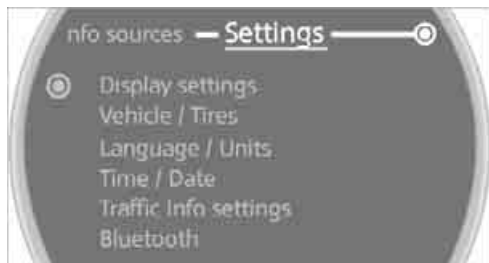 nfo sources Settings
Display settings
Vehicle / Tires
Language / Units
Time / Date
Traffic Info settings
Bluetooth